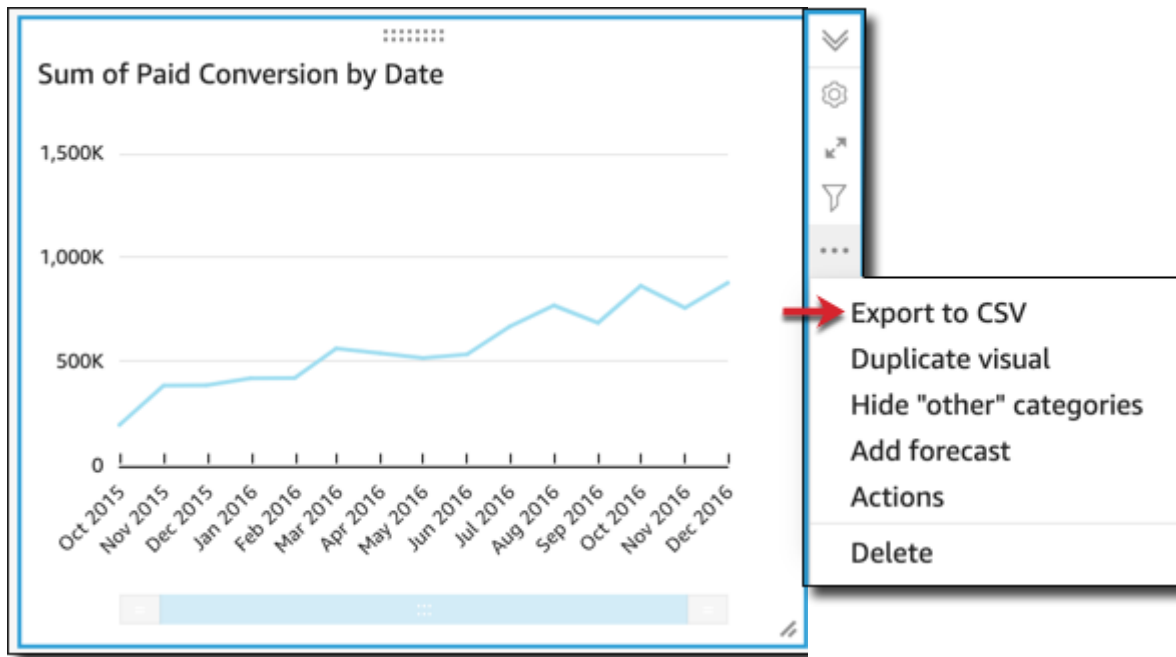 Sum of Paid Conversion by Date
1,500K
1,000K
500K
0
Oct 2015
Nov 2015
Dec 2015
Jan 2016
Feb 2016
Mar 2016
Apr 2016
May 2016
Jun 2016
Jul 2016
Aug 2016
Sep 2016
Oct 2016
Nov 2016
Dec 2016
Export to CSV
Duplicate visual
Hide "other" categories
Add forecast
Actions
Delete